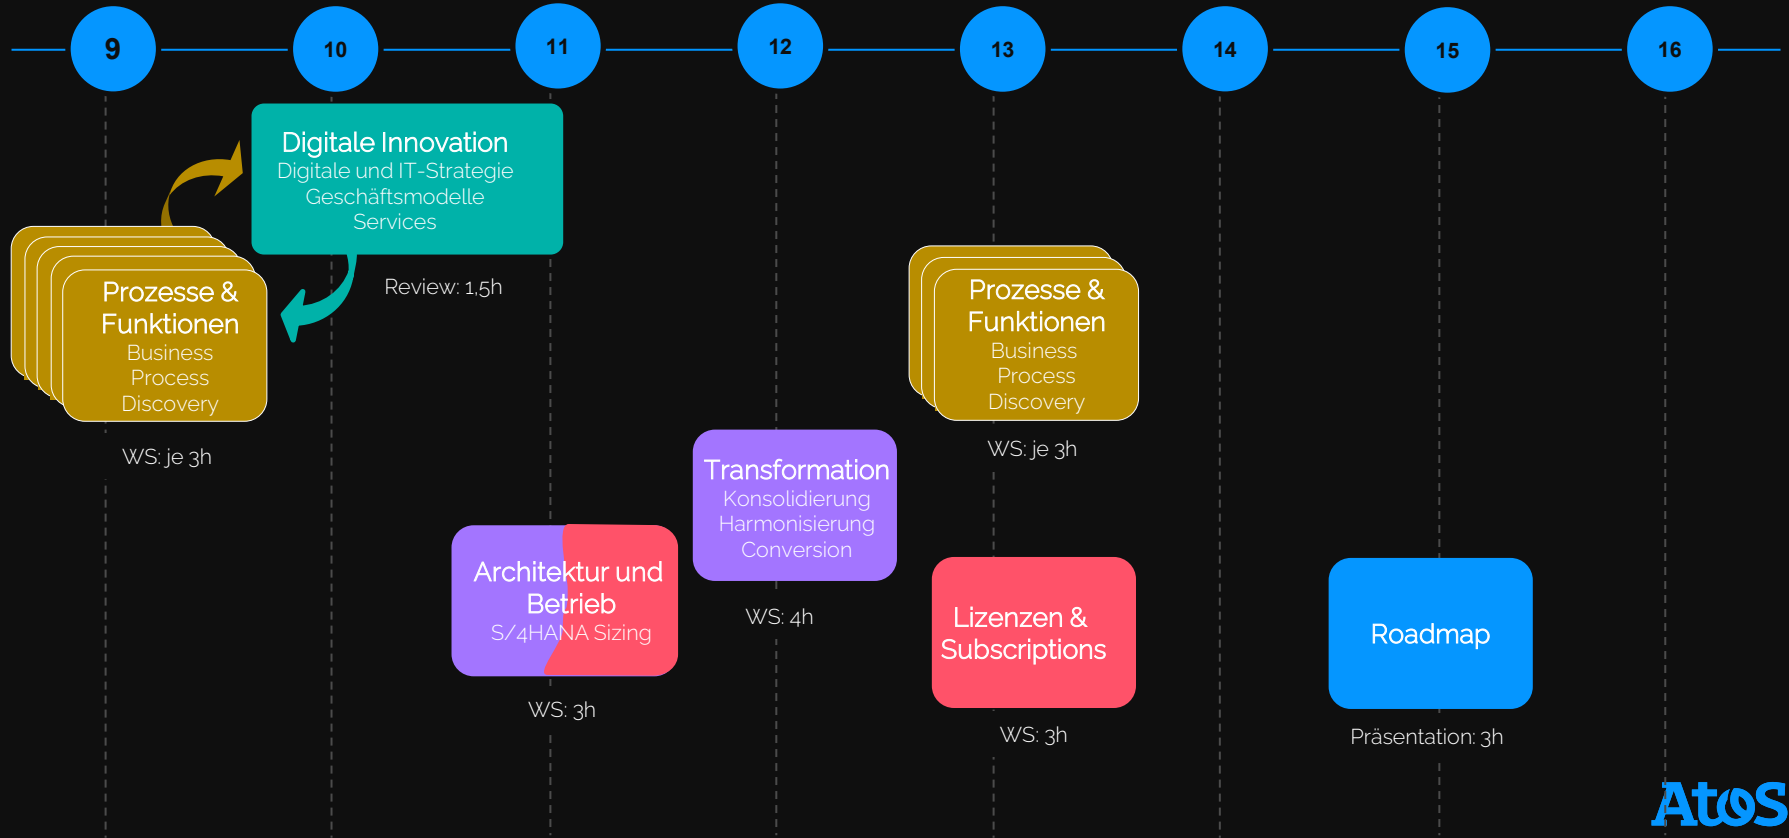 9
10
11
12
13
14
15
16
Digitale Innovation
Digitale und IT-Strategie
Geschäftsmodelle
Services
Review: 1,5h
Prozesse &
Funktionen
Business
Process
Discovery
WS: je 3h
Prozesse &
Funktionen
Business
Process
Discovery
WS: je 3h
Transformation
Konsolidierung
Harmonisierung
Conversion
WS: 4h
Architektur und
Betrieb
S/4HANA Sizing
WS: 3h
Lizenzen &
Subscriptions
WS: 3h
Roadmap
Präsentation: 3h
Atos